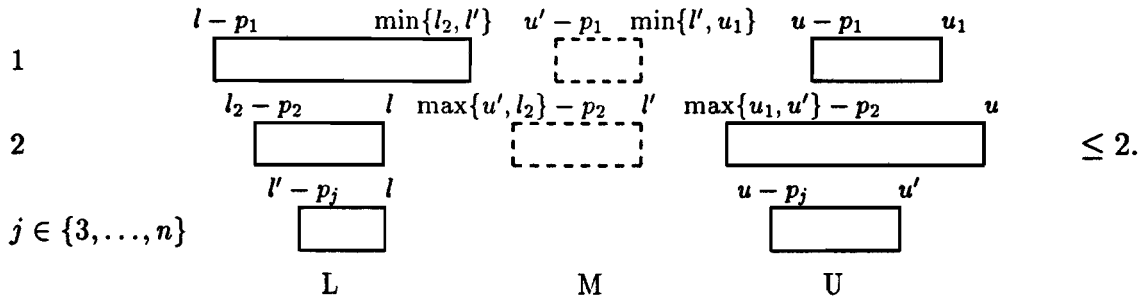 l − p₁ min{l₂, l′} u′ − p₁ min{l′, u₁} u − p₁ u₁
1
l₂ − p₂ l max{u′, l₂} − p₂ l′ max{u₁, u′} − p₂ u
2 ≤ 2.
l′ − pⱼ l u − pⱼ u′
j ∈ {3, …, n}
L M U